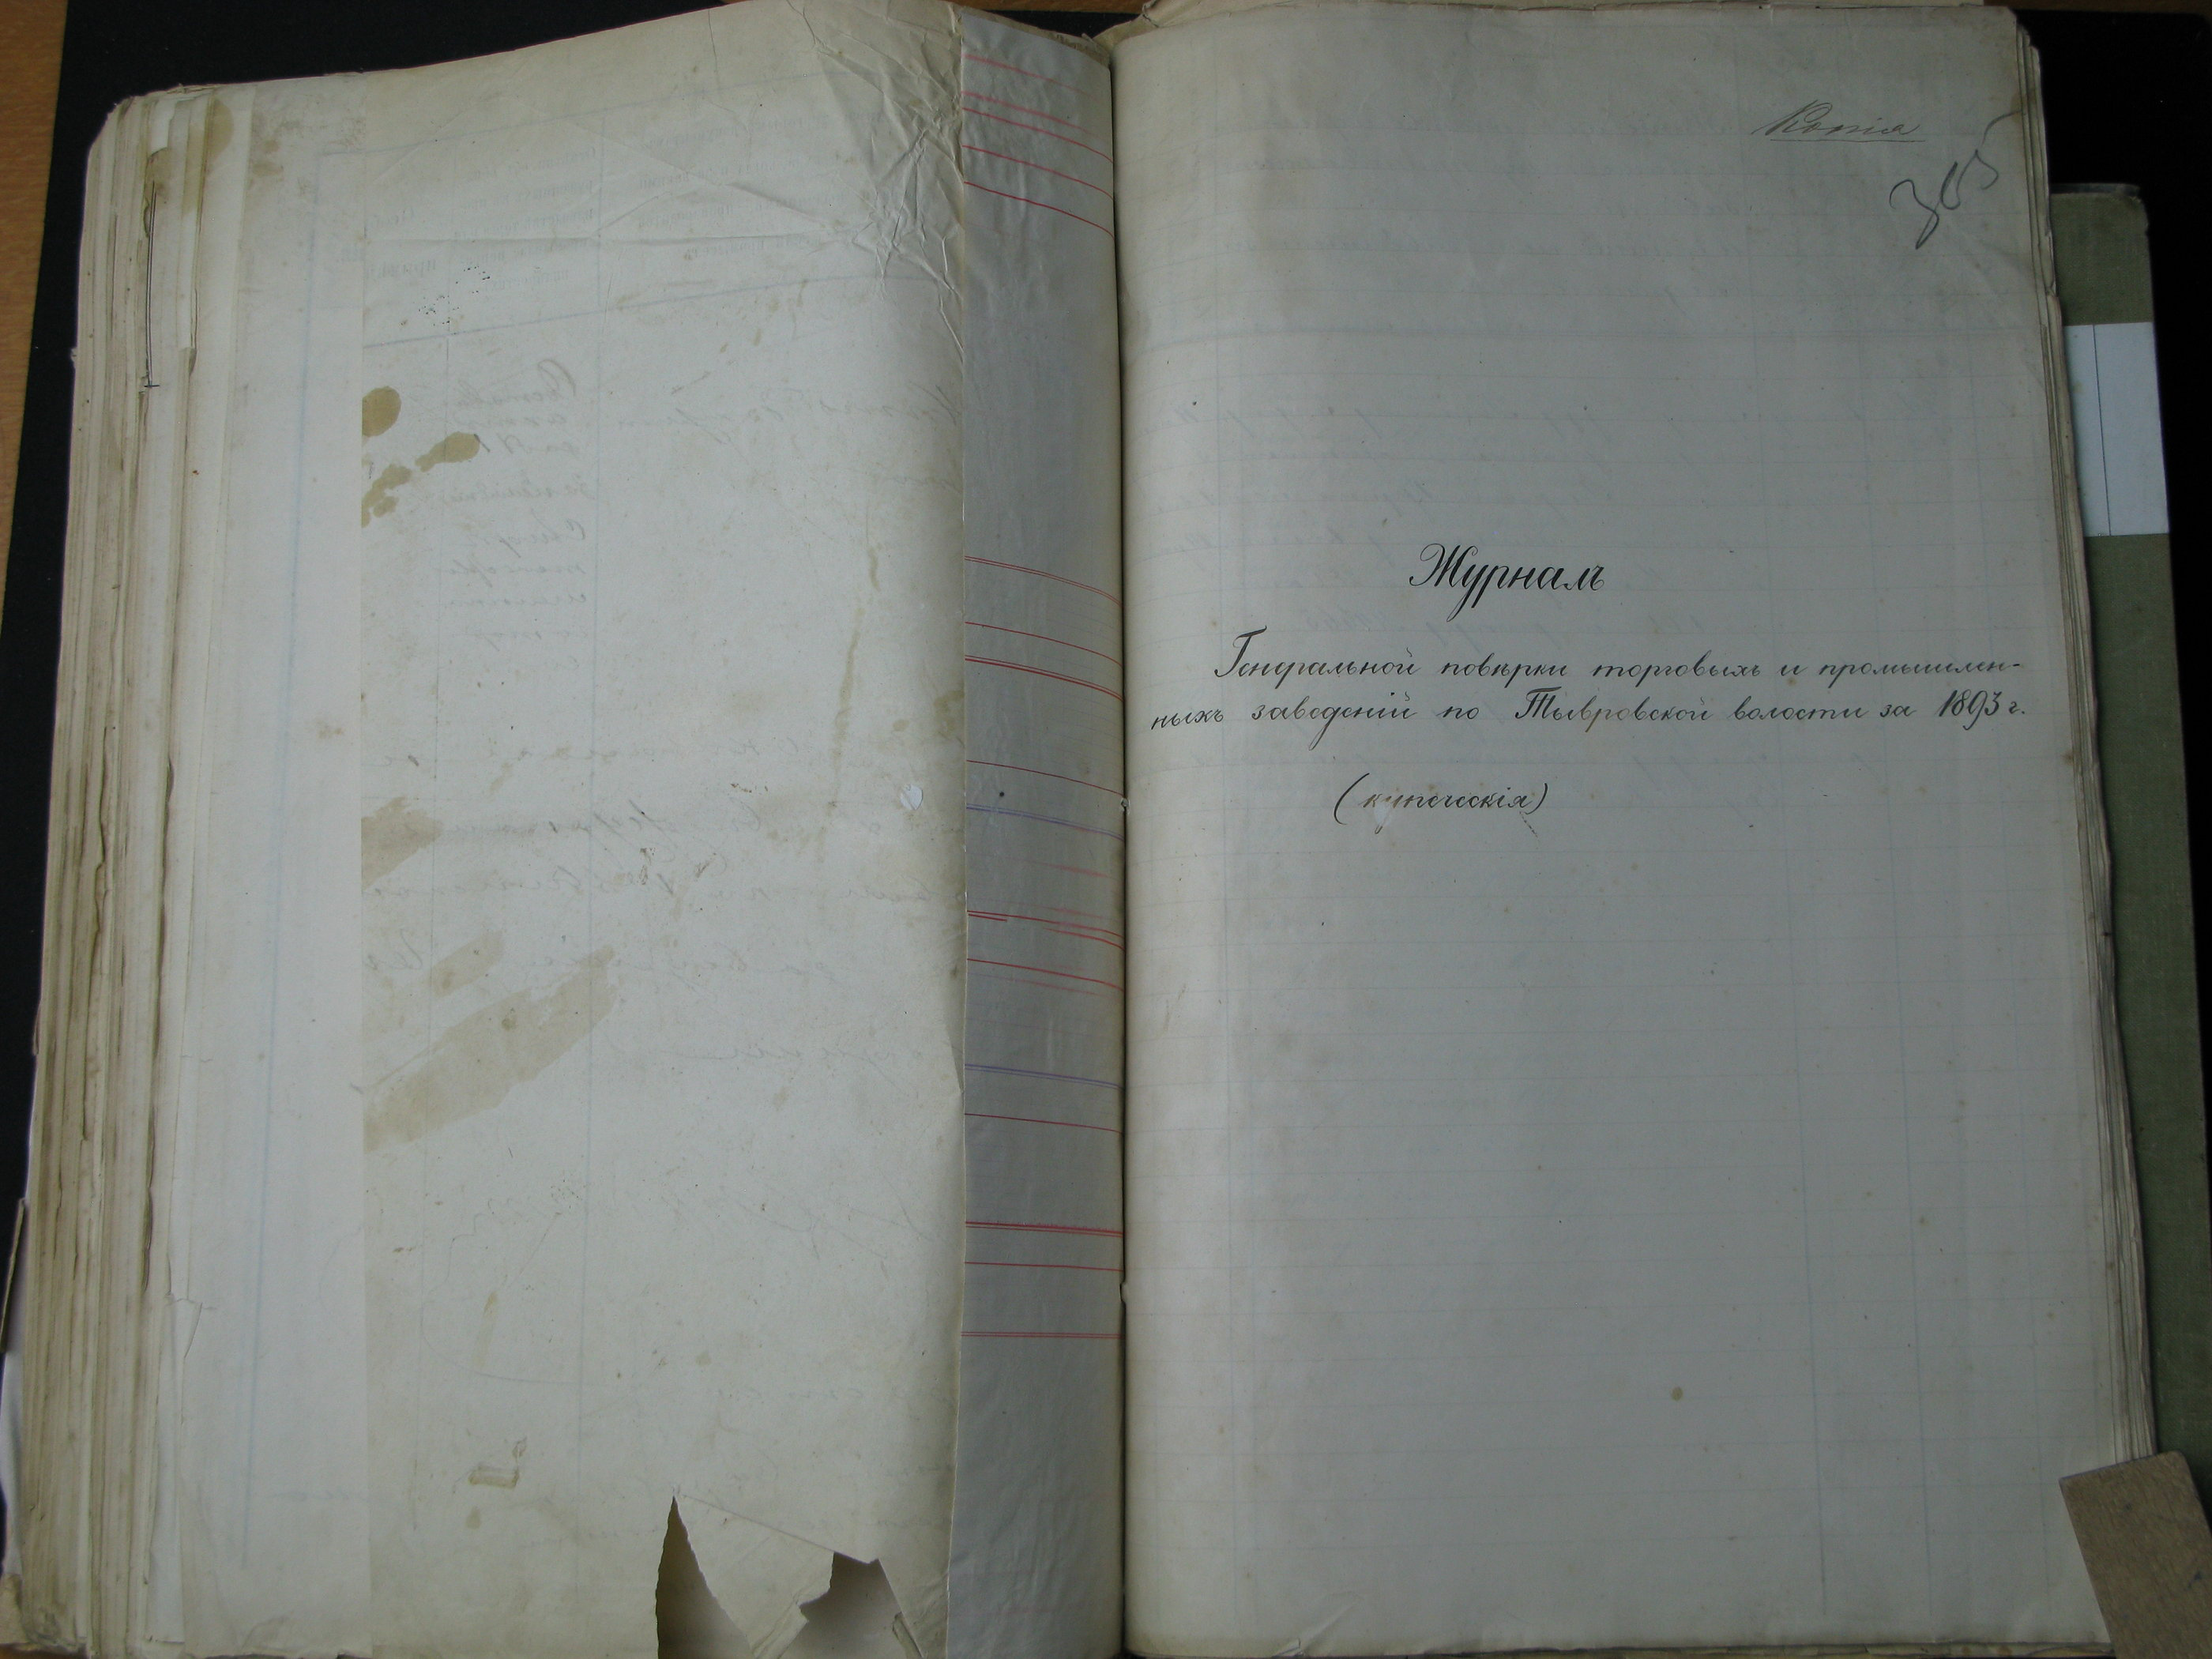 Копія
365
Журналъ
Генеральной повѣрки торговыхъ и промышлен-
ныхъ заведеній по Тывровской волости за 1893 г.
(купеческія)